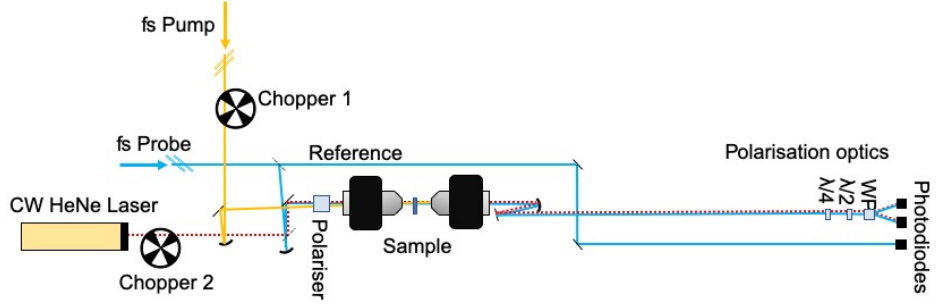 fs Pump
Chopper 1
fs Probe
Reference
Polarisation optics
CW HeNe Laser
λ/4
λ/2
WP
Photodiodes
Polariser
Sample
Chopper 2